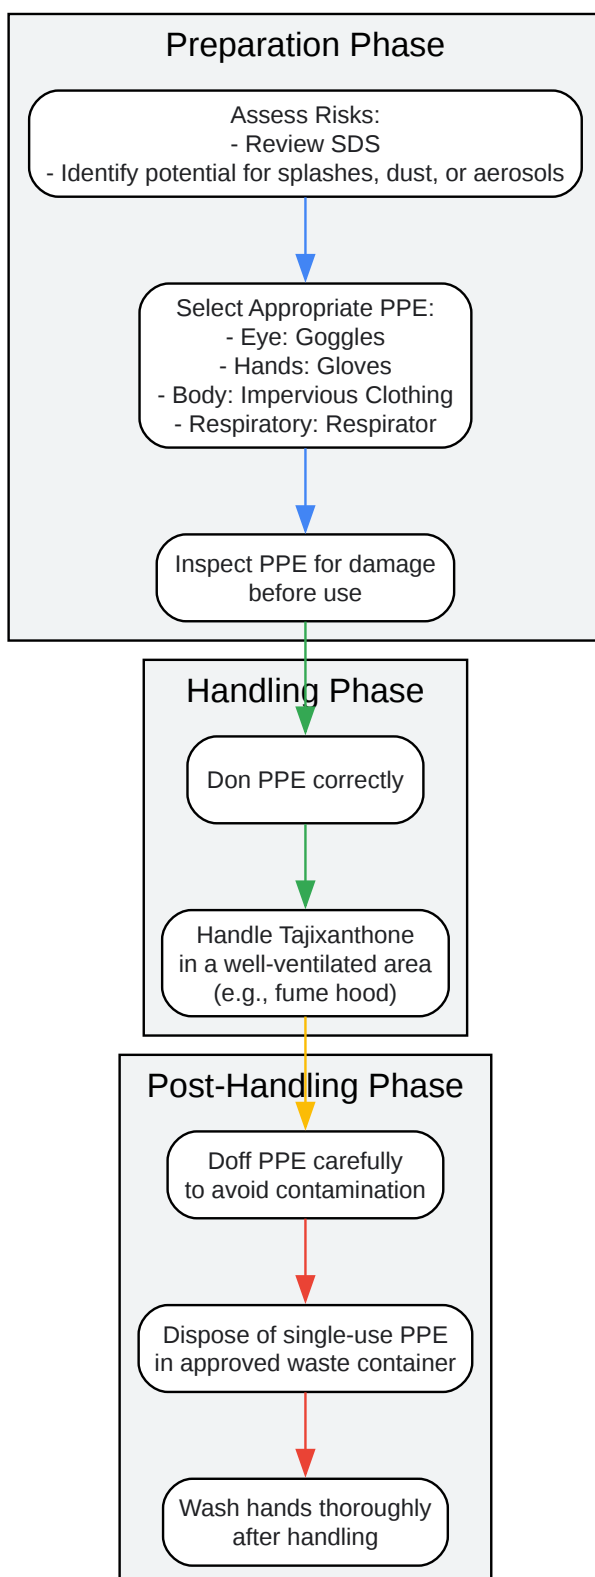 Preparation Phase
Assess Risks:
- Review SDS
- Identify potential for splashes, dust, or aerosols
Select Appropriate PPE:
- Eye: Goggles
- Hands: Gloves
- Body: Impervious Clothing
- Respiratory: Respirator
Inspect PPE for damage
before use
Handling Phase
Don PPE correctly
Handle Tajixanthone
in a well-ventilated area
(e.g., fume hood)
Post-Handling Phase
Doff PPE carefully
to avoid contamination
Dispose of single-use PPE
in approved waste container
Wash hands thoroughly
after handling